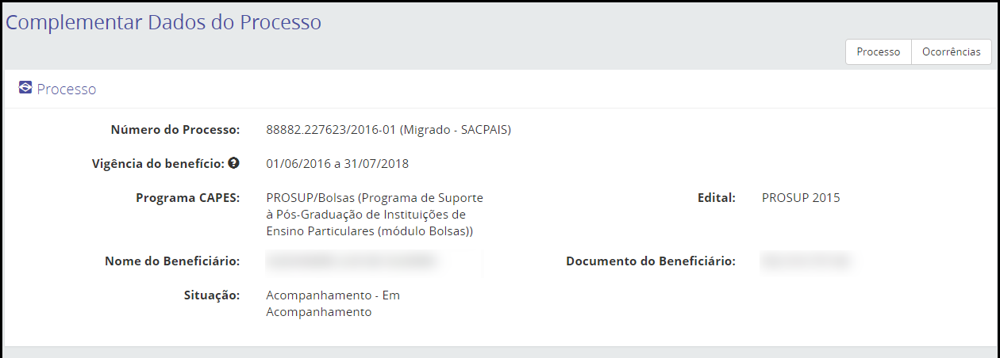 Complementar Dados do Processo
Processo Ocorrências
Processo
Número do Processo: 88882.227623/2016-01 (Migrado - SACPAIS)
Vigência do benefício: 01/06/2016 a 31/07/2018
Programa CAPES: PROSUP/Bolsas (Programa de Suporte Edital: PROSUP 2015
à Pós-Graduação de Instituições de
Ensino Particulares (módulo Bolsas))
Nome do Beneficiário: Documento do Beneficiário:
Situação: Acompanhamento - Em
Acompanhamento